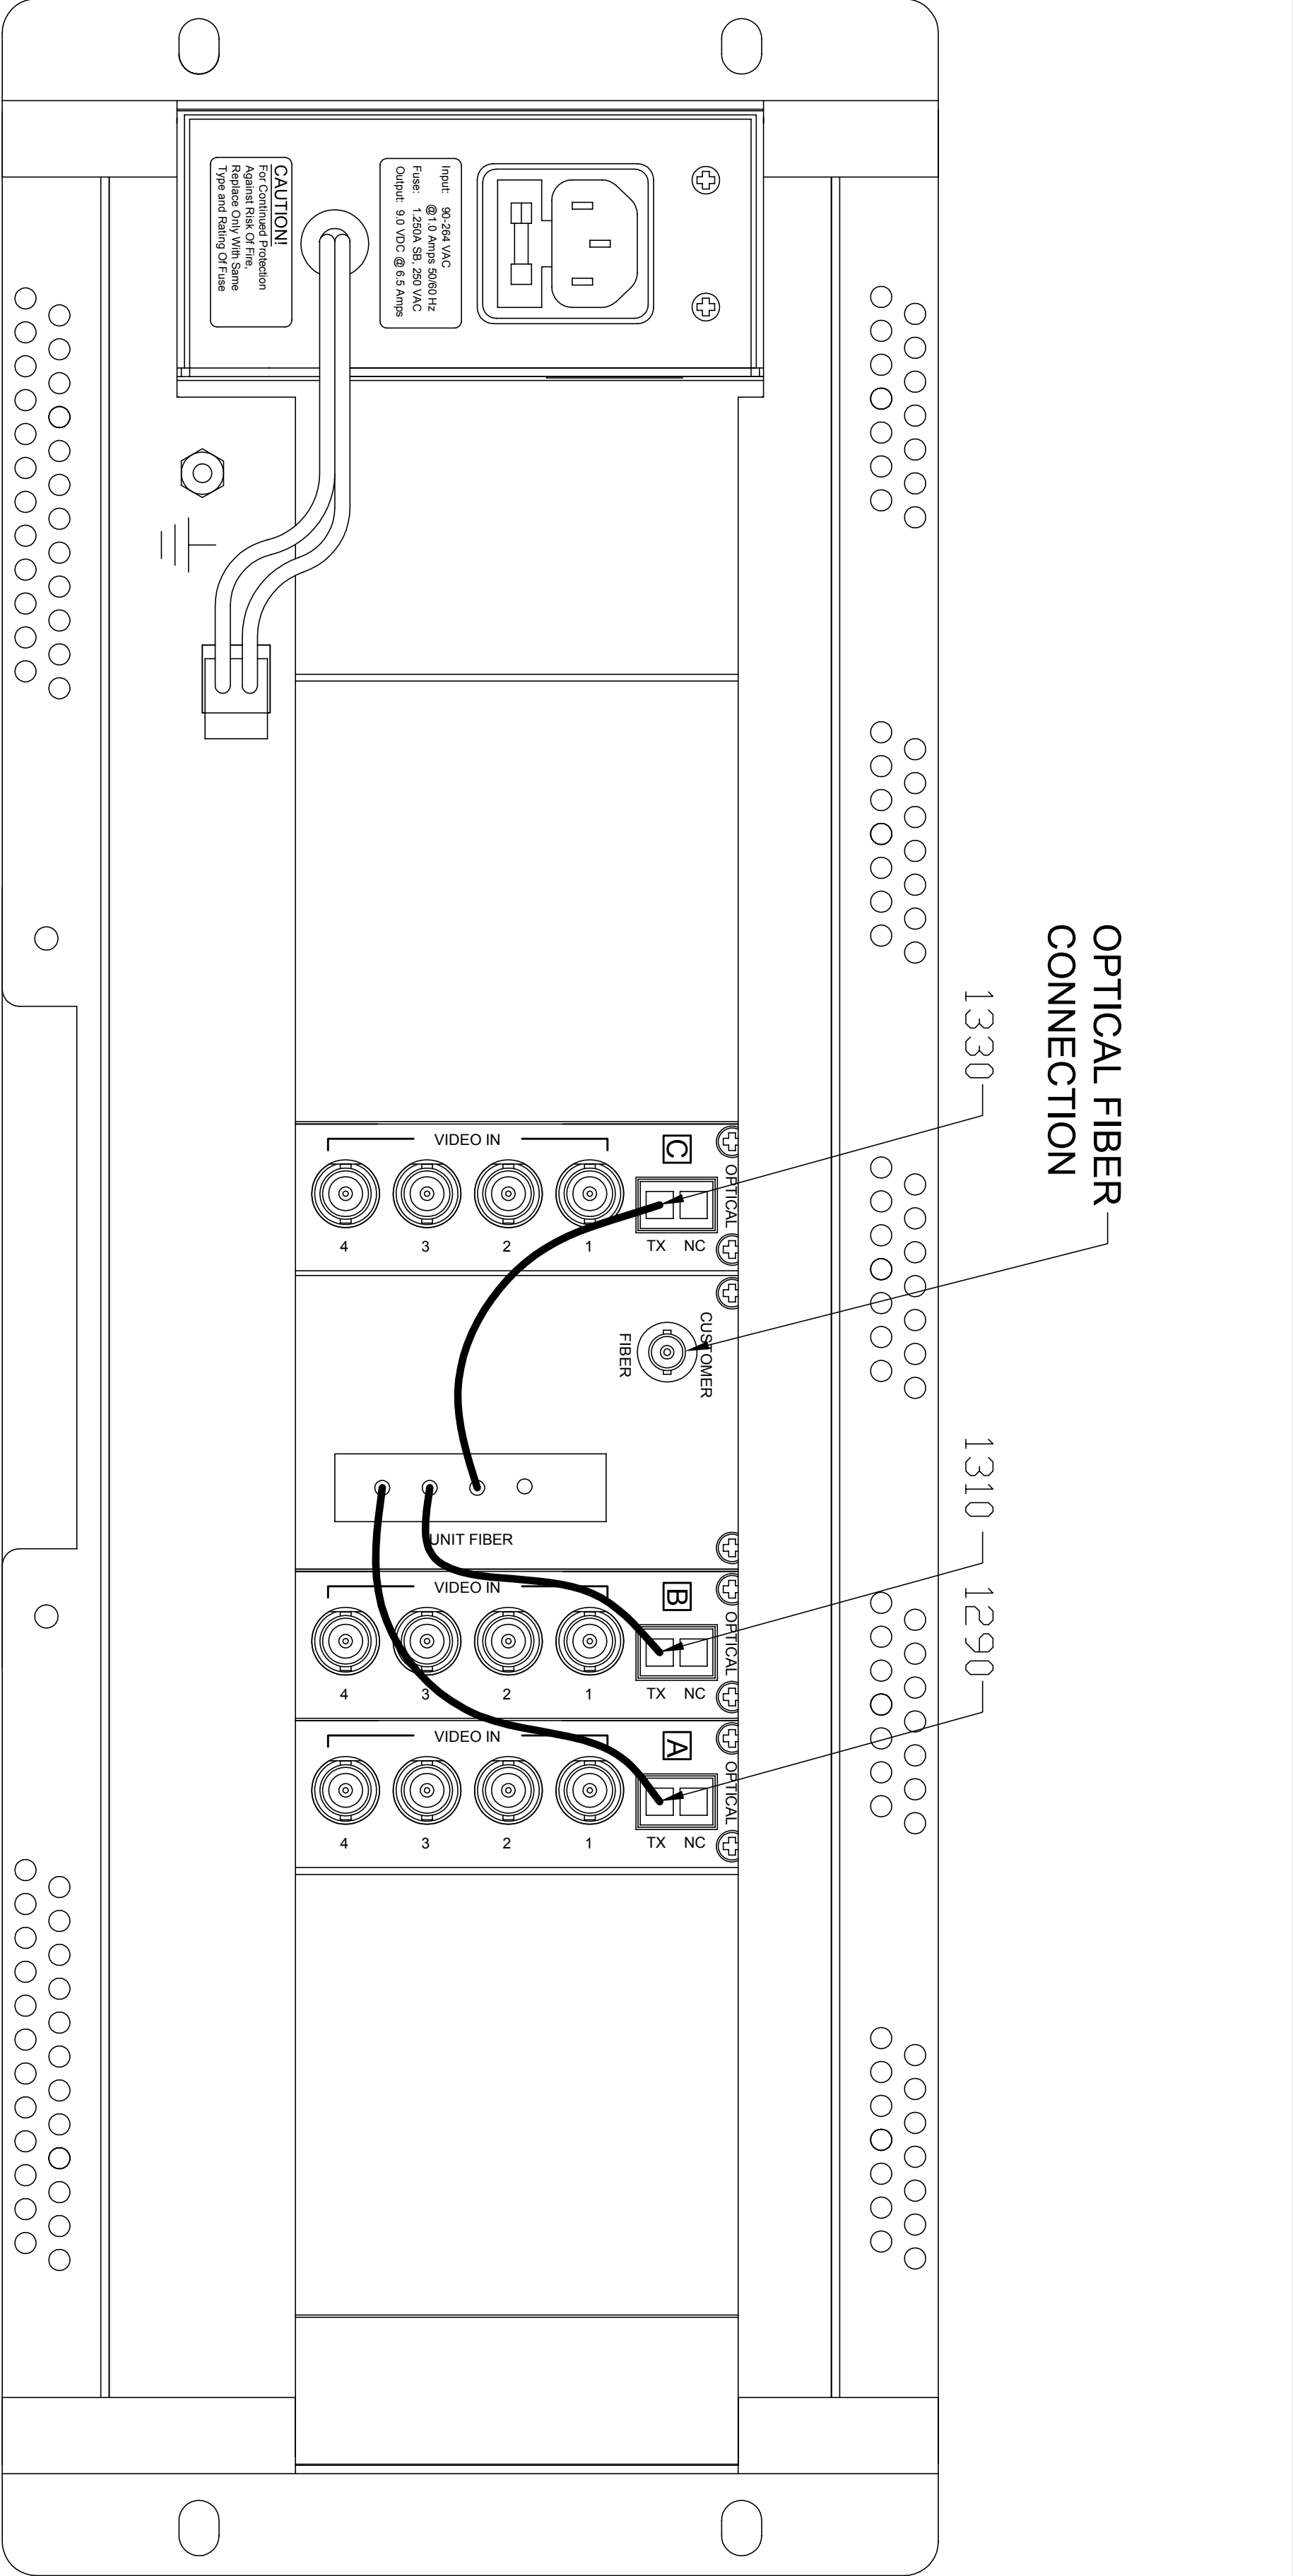 OPTICAL FIBER
CONNECTION
1330
1310
1290
Input: 90-264 VAC
@1.0 Amps 50/60 Hz
Fuse: 1.250A SB, 250 VAC
Output: 9.0 VDC @ 6.5 Amps
CAUTION!
For Continued Protection
Against Risk Of Fire,
Replace Only With Same
Type and Rating Of Fuse
C
OPTICAL
NC
TX
VIDEO IN
1
2
3
4
CUSTOMER
FIBER
UNIT FIBER
B
OPTICAL
NC
TX
VIDEO IN
1
2
3
4
A
OPTICAL
NC
TX
VIDEO IN
1
2
3
4